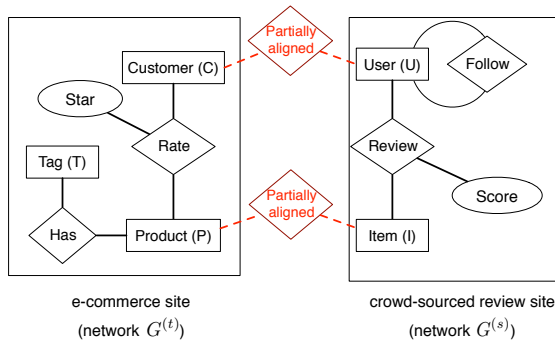 Partially
aligned
Customer (C)
User (U)
Follow
Star
Rate
Review
Tag (T)
Score
Partially
aligned
Has
Product (P)
Item (I)
e-commerce site
(network G^(t))
crowd-sourced review site
(network G^(s))